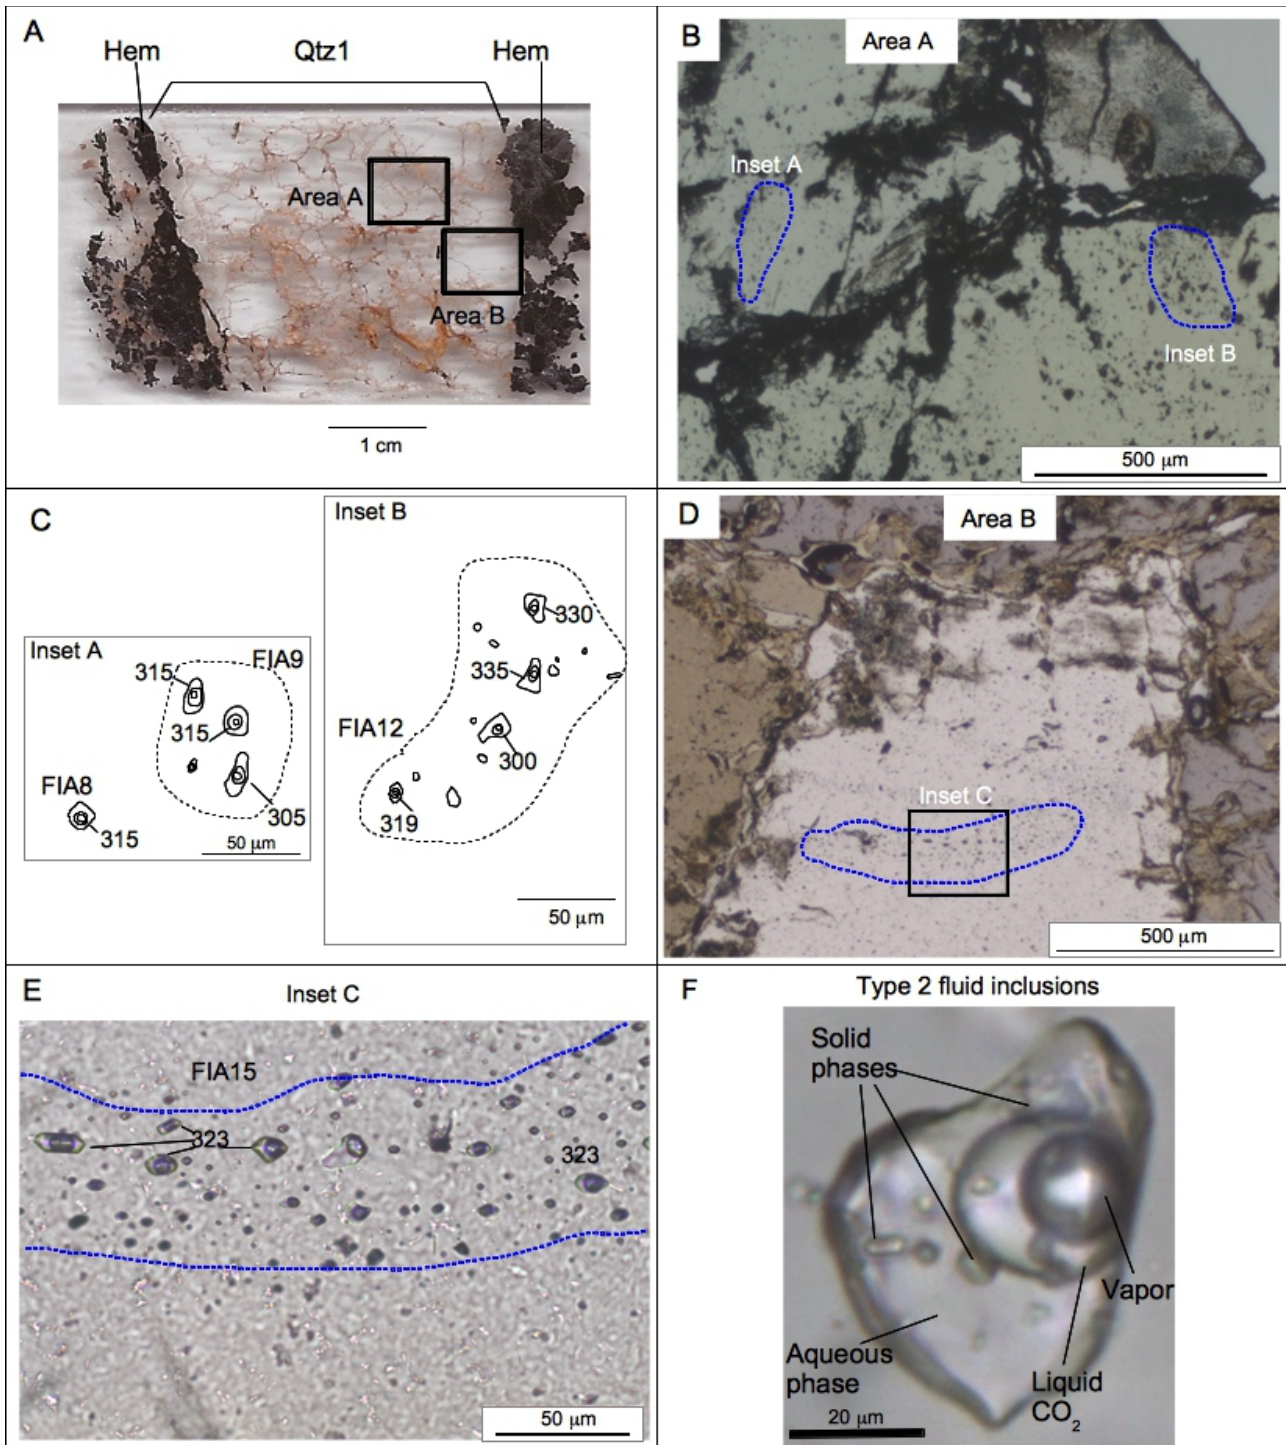 A
Hem
Qtz1
Hem
Area A
Area B
1 cm
B
Area A
Inset A
Inset B
500 μm
C
Inset A
FIA9
315
315
FIA8
315
305
50 μm
Inset B
330
335
FIA12
300
319
50 μm
D
Area B
Inset C
500 μm
E
Inset C
FIA15
323
323
50 μm
F
Type 2 fluid inclusions
Solid
phases
Vapor
Aqueous
phase
Liquid
CO₂
20 μm